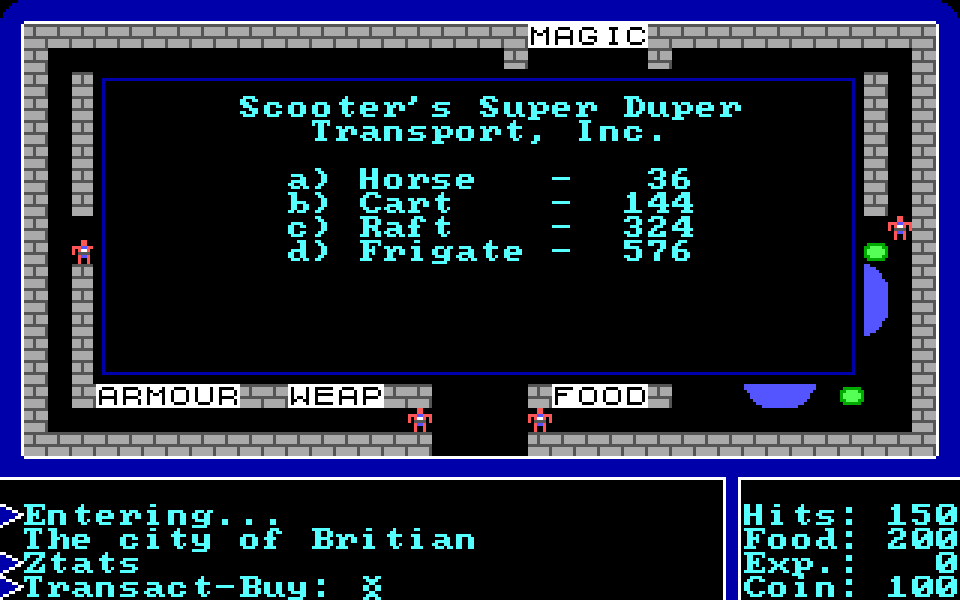 MAGIC
Scooter's Super Duper
Transport, Inc.
a) Horse - 36
b) Cart - 144
c) Raft - 324
d) Frigate - 576
ARMOUR WEAP FOOD
Entering...
The city of Britian
Ztats
Transact-Buy: X
Hits: 150
Food: 200
Exp.: 0
Coin: 100